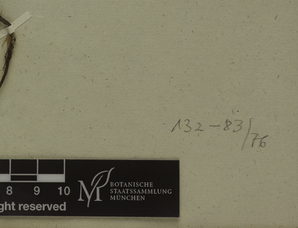 132-83/76
8 9 10
ght reserved
M
BOTANISCHE
STAATSSAMMLUNG
MÜNCHEN